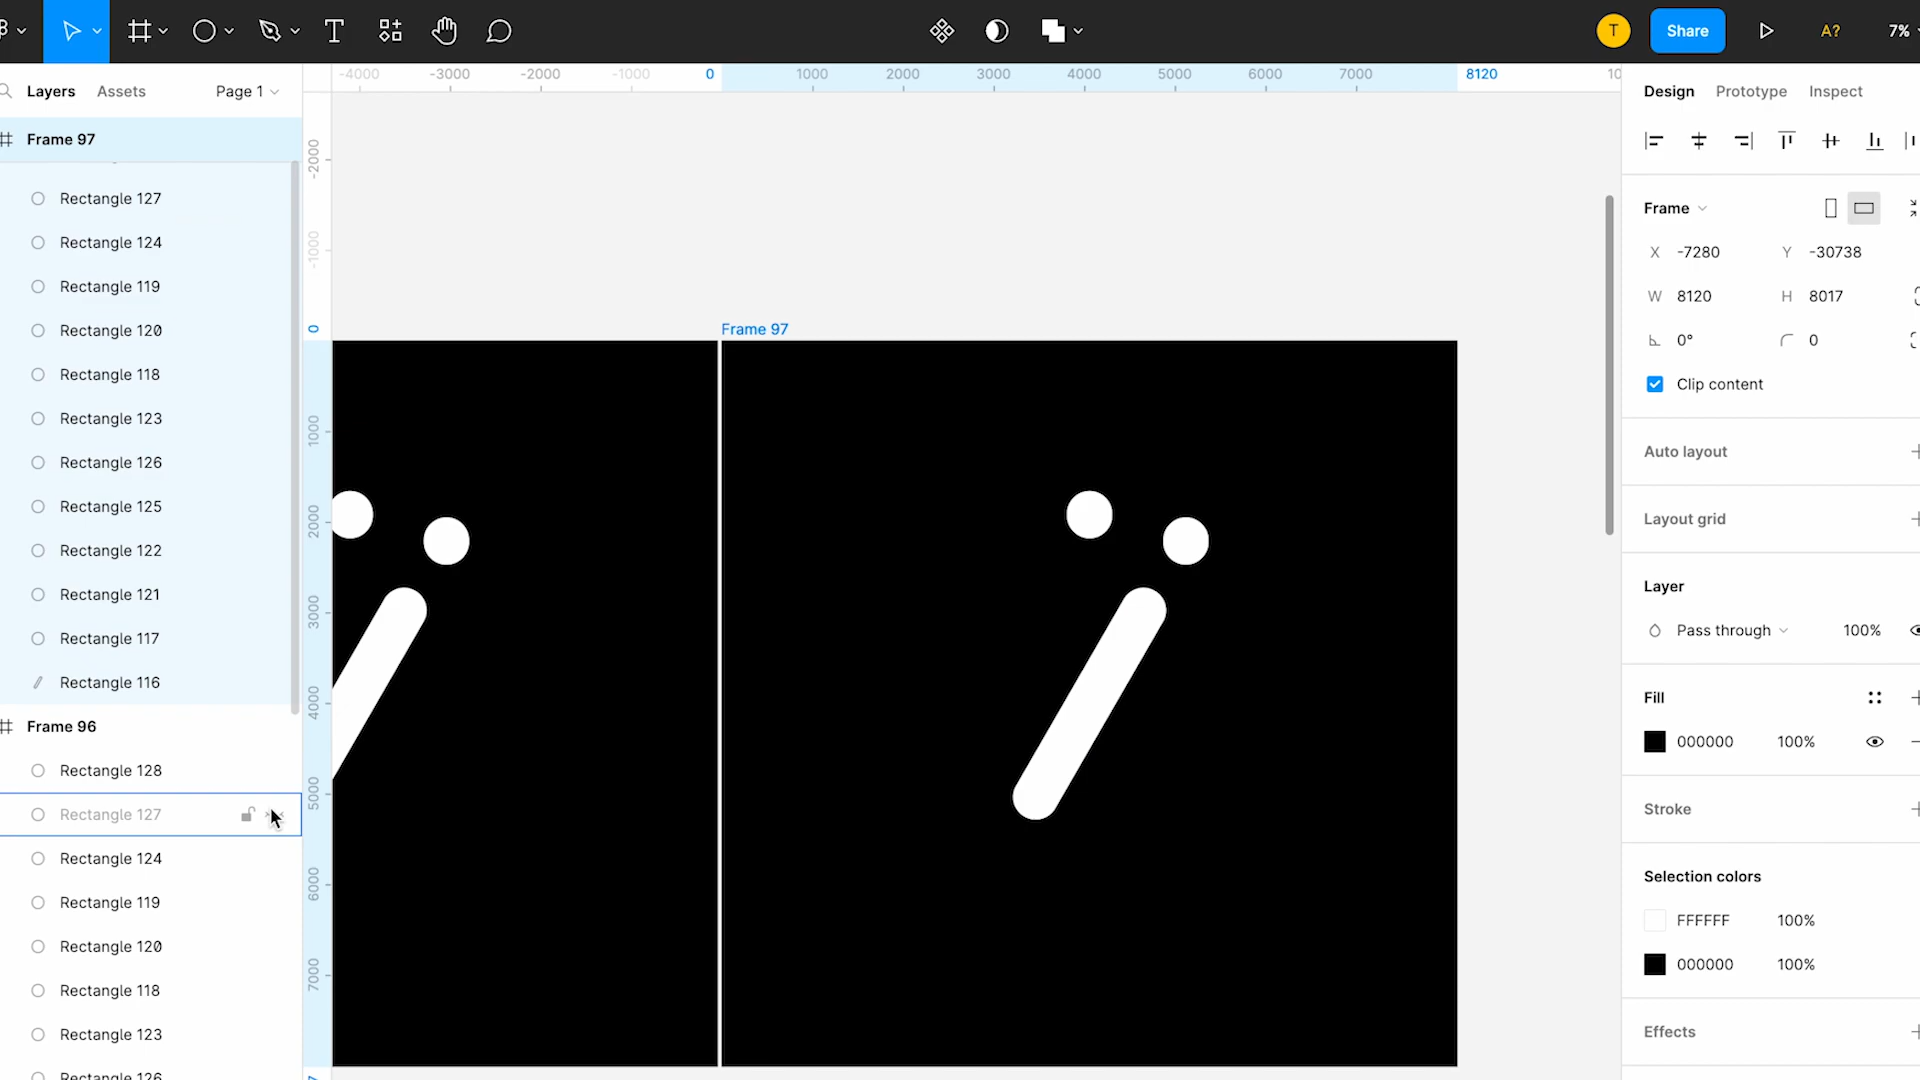 T
Share
A?
7%
-4000
-3000
-2000
-1000
0
1000
2000
3000
4000
5000
6000
7000
8120
10
Layers
Assets
Page 1
Design
Prototype
Inspect
Frame 97
Rectangle 127
Rectangle 124
Rectangle 119
Rectangle 120
Rectangle 118
Rectangle 123
Rectangle 126
Rectangle 125
Rectangle 122
Rectangle 121
Rectangle 117
Rectangle 116
Frame 96
Rectangle 128
Rectangle 127
Rectangle 124
Rectangle 119
Rectangle 120
Rectangle 118
Rectangle 123
Rectangle 126
-2000
-1000
0
1000
2000
3000
4000
5000
6000
7000
Frame 97
Frame
X -7280 Y -30738
W 8120 H 8017
0° 0
Clip content
Auto layout
Layout grid
Layer
Pass through 100%
Fill
000000 100%
Stroke
Selection colors
FFFFFF 100%
000000 100%
Effects